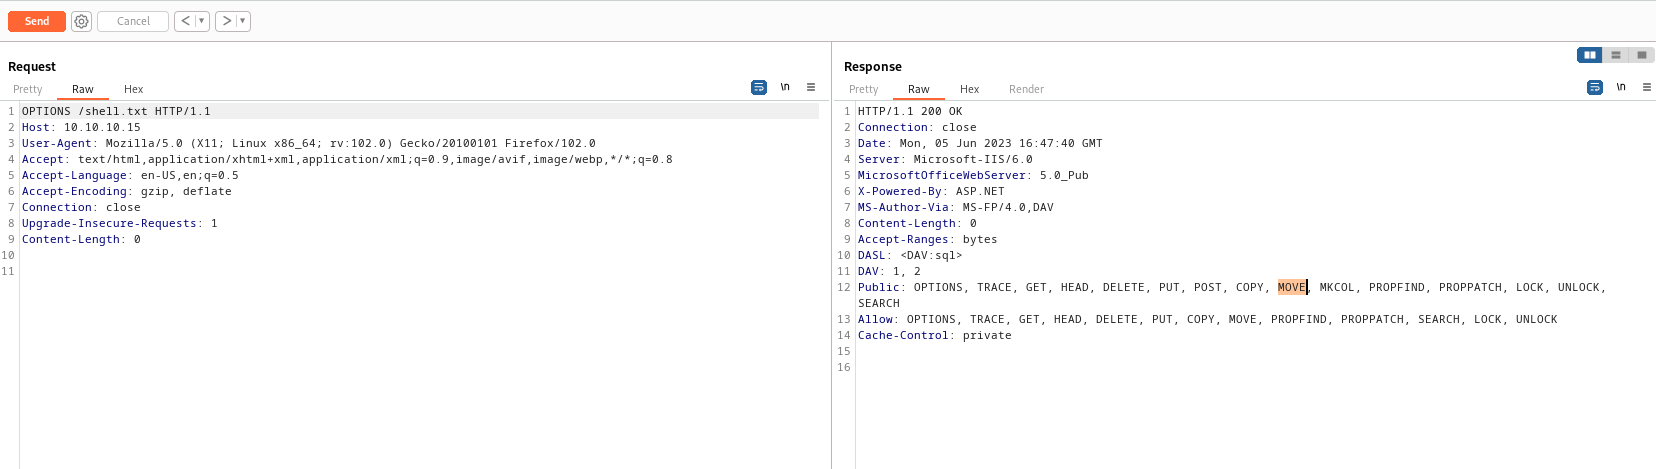 Send Cancel < >
Request
Pretty Raw Hex \n
1 OPTIONS /shell.txt HTTP/1.1
2 Host: 10.10.10.15
3 User-Agent: Mozilla/5.0 (X11; Linux x86_64; rv:102.0) Gecko/20100101 Firefox/102.0
4 Accept: text/html,application/xhtml+xml,application/xml;q=0.9,image/avif,image/webp,*/*;q=0.8
5 Accept-Language: en-US,en;q=0.5
6 Accept-Encoding: gzip, deflate
7 Connection: close
8 Upgrade-Insecure-Requests: 1
9 Content-Length: 0
10
11
Response
Pretty Raw Hex Render \n
1 HTTP/1.1 200 OK
2 Connection: close
3 Date: Mon, 05 Jun 2023 16:47:40 GMT
4 Server: Microsoft-IIS/6.0
5 MicrosoftOfficeWebServer: 5.0_Pub
6 X-Powered-By: ASP.NET
7 MS-Author-Via: MS-FP/4.0,DAV
8 Content-Length: 0
9 Accept-Ranges: bytes
10 DASL: <DAV:sql>
11 DAV: 1, 2
12 Public: OPTIONS, TRACE, GET, HEAD, DELETE, PUT, POST, COPY, MOVE, MKCOL, PROPFIND, PROPPATCH, LOCK, UNLOCK,
SEARCH
13 Allow: OPTIONS, TRACE, GET, HEAD, DELETE, PUT, COPY, MOVE, PROPFIND, PROPPATCH, SEARCH, LOCK, UNLOCK
14 Cache-Control: private
15
16